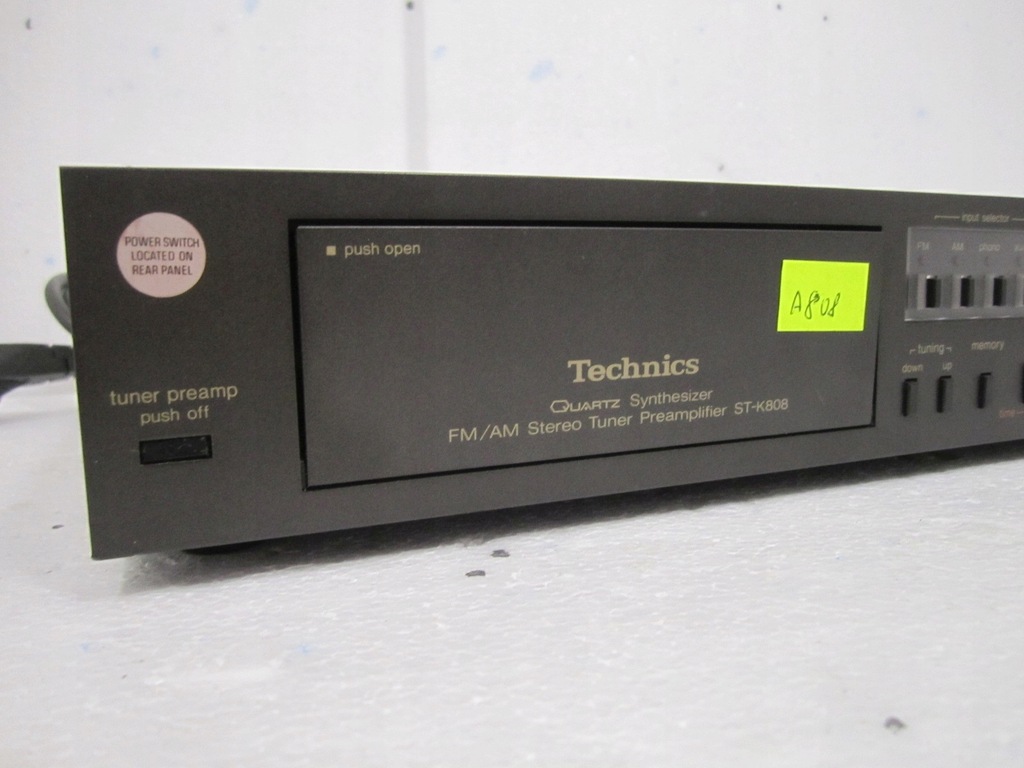 POWER SWITCH
LOCATED ON
REAR PANEL
tuner preamp
push off
push open
A808
Technics
QUARTZ Synthesizer
FM/AM Stereo Tuner Preamplifier ST-K808
input selector
FM AM phono
tuning memory
down up
time